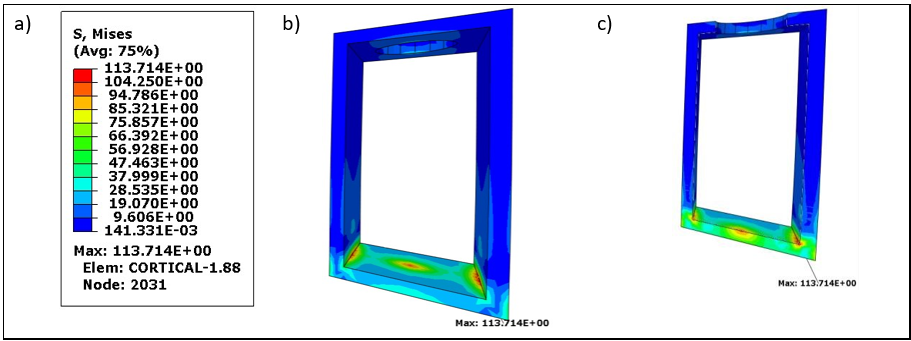 a)
S, Mises
(Avg: 75%)
113.714E+00
104.250E+00
94.786E+00
85.321E+00
75.857E+00
66.392E+00
56.928E+00
47.463E+00
37.999E+00
28.535E+00
19.070E+00
9.606E+00
141.331E-03
Max: 113.714E+00
Elem: CORTICAL-1.88
Node: 2031
b)
Max: 113.714E+00
c)
Max: 113.714E+00